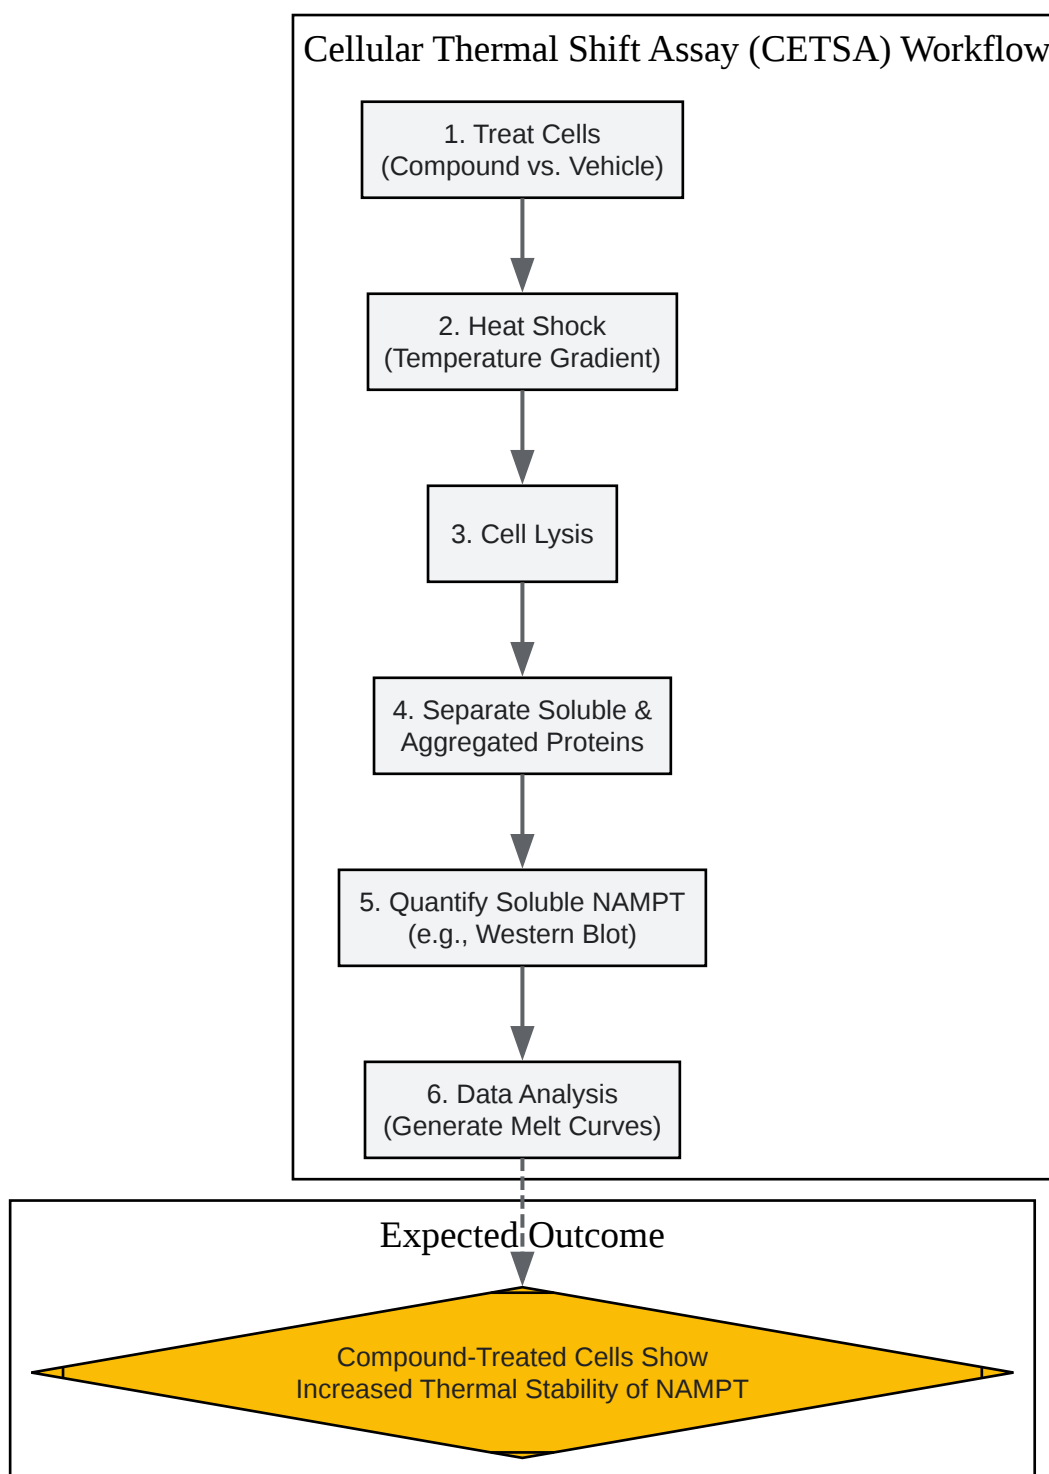 Cellular Thermal Shift Assay (CETSA) Workflow
1. Treat Cells
(Compound vs. Vehicle)
2. Heat Shock
(Temperature Gradient)
3. Cell Lysis
4. Separate Soluble &
Aggregated Proteins
5. Quantify Soluble NAMPT
(e.g., Western Blot)
6. Data Analysis
(Generate Melt Curves)
Expected Outcome
Compound-Treated Cells Show
Increased Thermal Stability of NAMPT